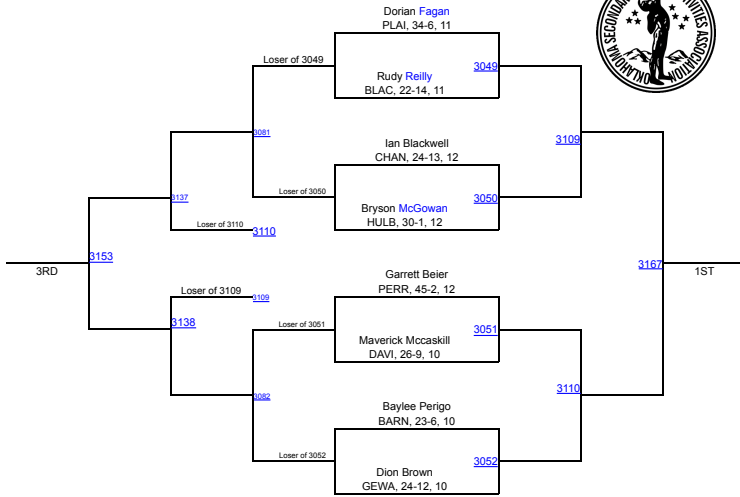 Dorian Fagan
PLAI, 34-6, 11
Loser of 3049
3049
Rudy Reilly
BLAC, 22-14, 11
3081
3109
Ian Blackwell
CHAN, 24-13, 12
Loser of 3050
3050
3137
Bryson McGowan
HULB, 30-1, 12
Loser of 3110
3110
3153
3167
3RD
1ST
Garrett Beier
PERR, 45-2, 12
Loser of 3109
3109
3138
Loser of 3051
3051
Maverick Mccaskill
DAVI, 26-9, 10
3082
3110
Baylee Perigo
BARN, 23-6, 10
Loser of 3052
3052
Dion Brown
GEWA, 24-12, 10
OKLAHOMA
ASSOCIATION